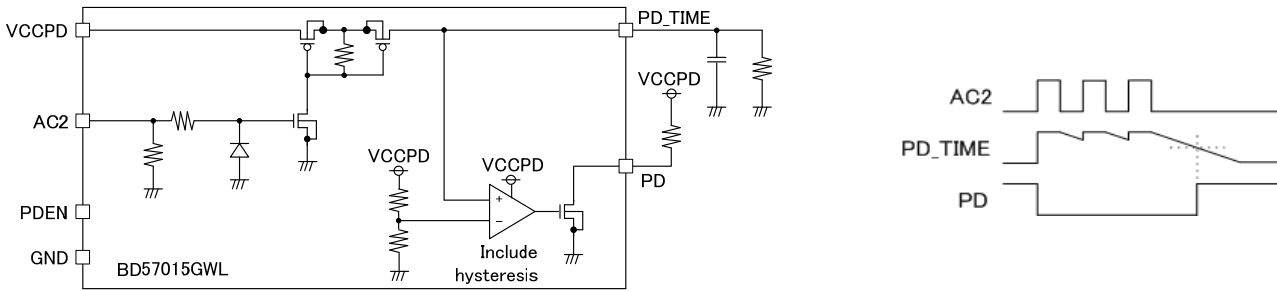 VCCPD
PD_TIME
AC2
VCCPD
VCCPD
VCCPD
PD
PDEN
+
−
GND
BD57015GWL
Include
hysteresis
AC2
PD_TIME
PD